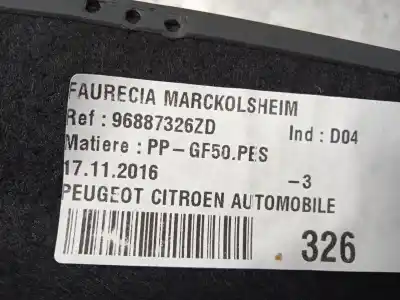 FAURECIA MARCKOLSHEIM
Ref : 96887326ZD Ind : D04
Matiere : PP-GF50.PES
17.11.2016 -3
PEUGEOT CITROEN AUTOMOBILE
326